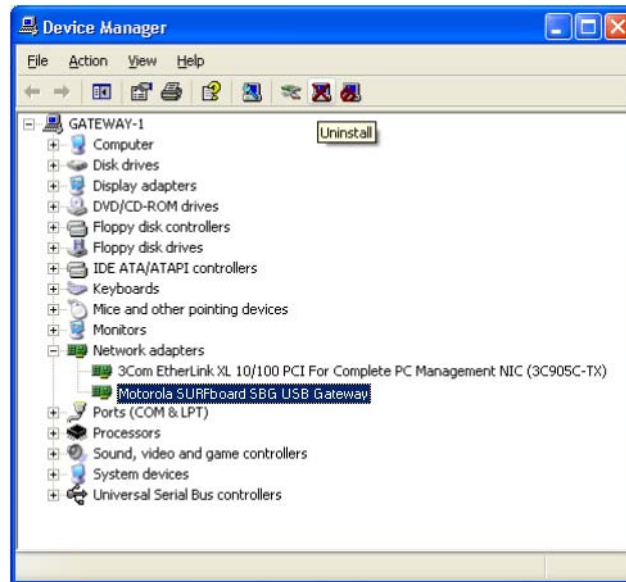 Device Manager
File Action View Help
Uninstall
GATEWAY-1
Computer
Disk drives
Display adapters
DVD/CD-ROM drives
Floppy disk controllers
Floppy disk drives
IDE ATA/ATAPI controllers
Keyboards
Mice and other pointing devices
Monitors
Network adapters
3Com EtherLink XL 10/100 PCI For Complete PC Management NIC (3C905C-TX)
Motorola SURFboard SBG USB Gateway
Ports (COM & LPT)
Processors
Sound, video and game controllers
System devices
Universal Serial Bus controllers